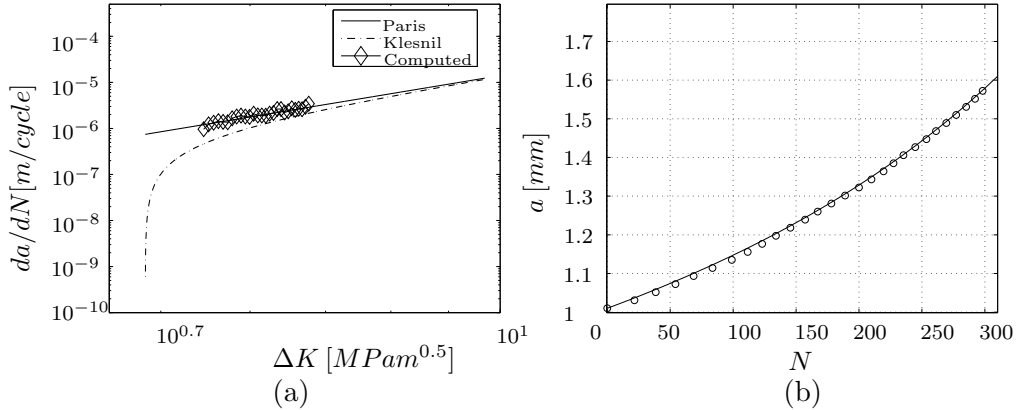 Paris
Klesnil
Computed
10^−4
10^−5
10^−6
10^−7
10^−8
10^−9
10^−10
da/dN [m/cycle]
10^0.7
10^1
ΔK [MPam^0.5]
(a)
1.7
1.6
1.5
1.4
1.3
1.2
1.1
1
a [mm]
0 50 100 150 200 250 300
N
(b)